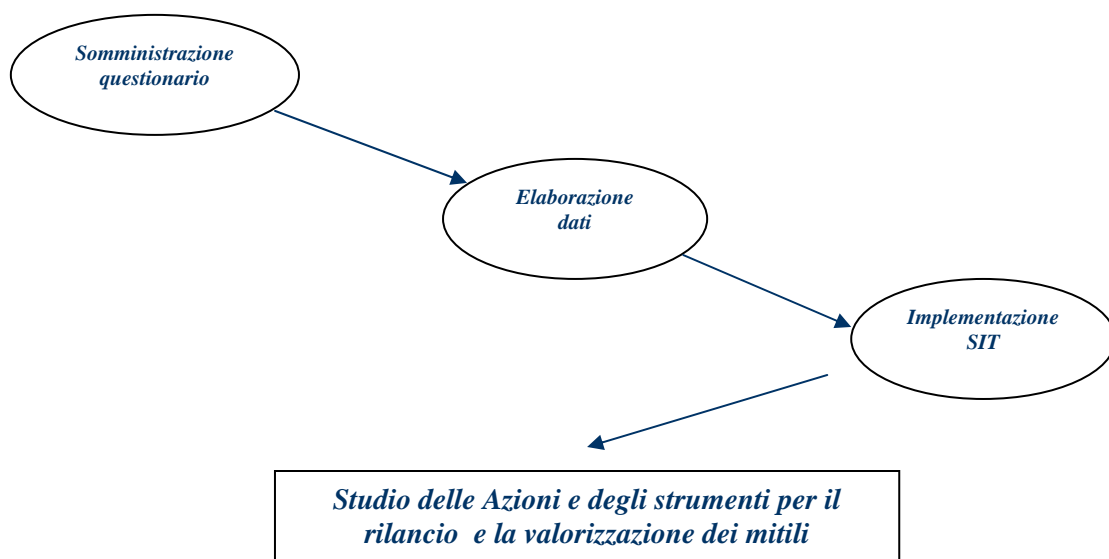 Somministrazione
questionario
Elaborazione
dati
Implementazione
SIT
Studio delle Azioni e degli strumenti per il
rilancio e la valorizzazione dei mitili